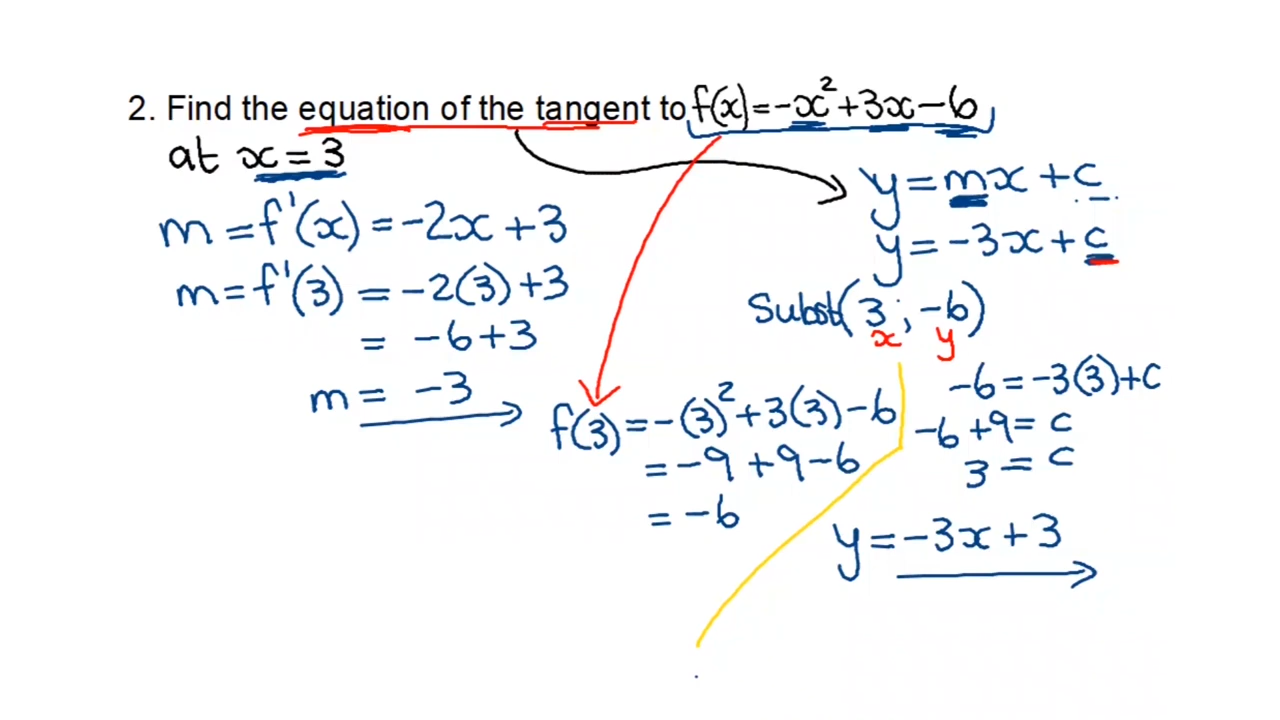 2. Find the equation of the tangent to f(x)=-x²+3x-6
at x=3
m=f'(x)=-2x+3
m=f'(3)=-2(3)+3
=-6+3
m=-3
f(3)=-(3)²+3(3)-6
=-9+9-6
=-6
y=mx+c
y=-3x+c
Subst(3;-6)
x y
-6=-3(3)+c
-6+9=c
3=c
y=-3x+3